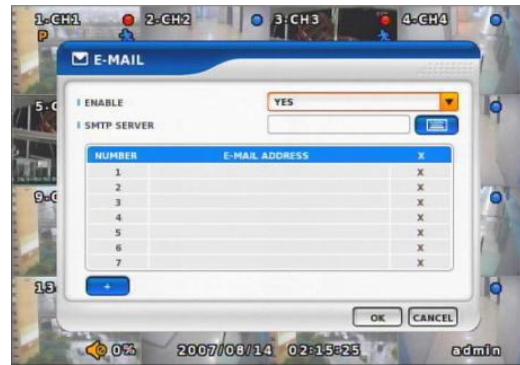 1-CH1 2-CH2 3-CH3 4-CH4
P
E-MAIL
5-C
ENABLE YES
SMTP SERVER
NUMBER E-MAIL ADDRESS X
1 X
2 X
3 X
9-C
4 X
5 X
6 X
7 X
13
+
OK CANCEL
0% 2007/08/14 02:15:25 admin